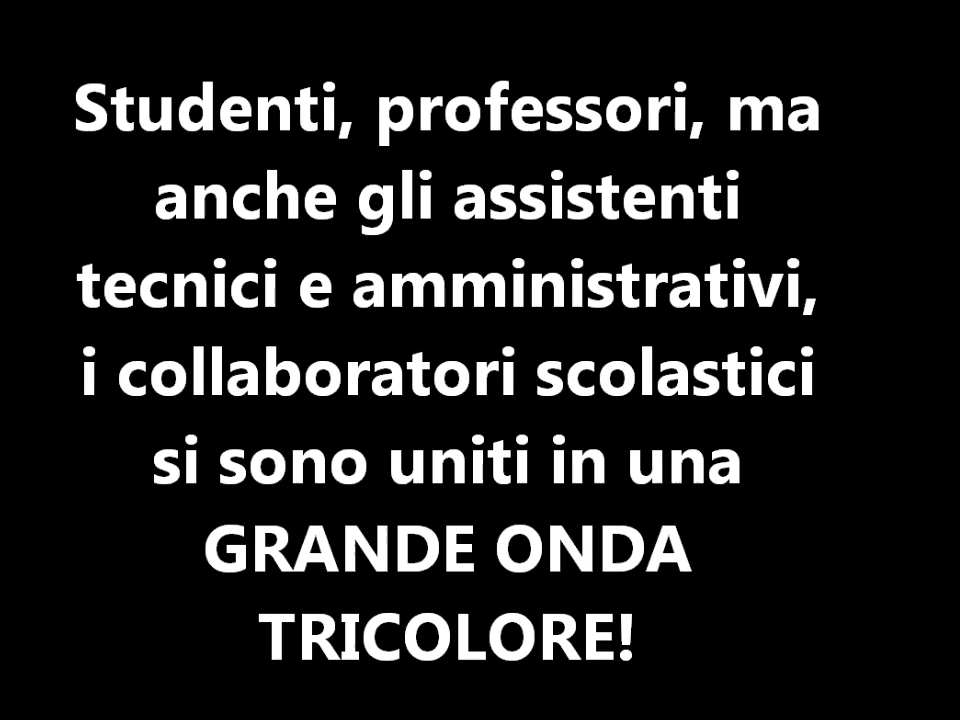 Studenti, professori, ma
anche gli assistenti
tecnici e amministrativi,
i collaboratori scolastici
si sono uniti in una
GRANDE ONDA
TRICOLORE!